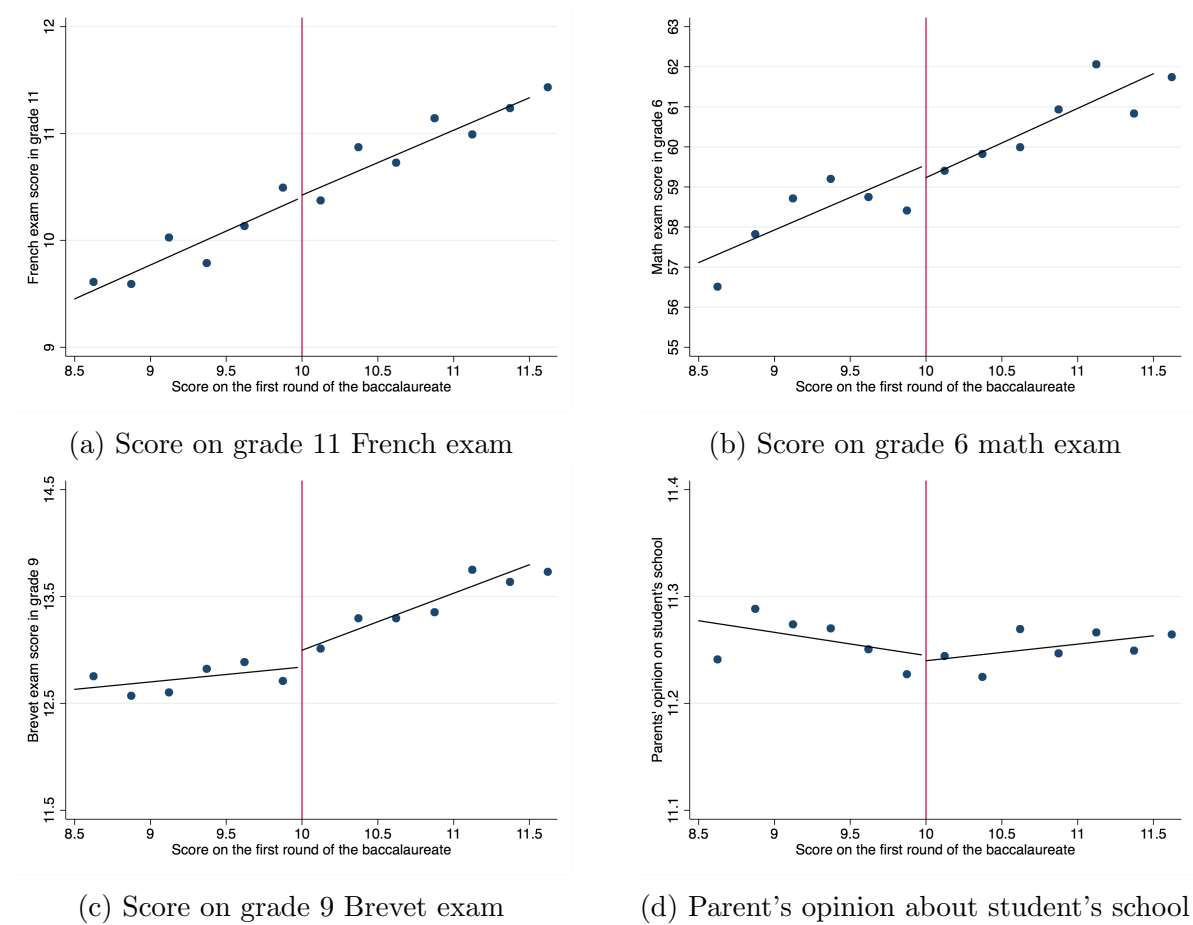 French exam score in grade 11
12
11
10
9
8.5 9 9.5 10 10.5 11 11.5
Score on the first round of the baccalaureate
(a) Score on grade 11 French exam
Math exam score in grade 6
63
62
61
60
59
58
57
56
55
8.5 9 9.5 10 10.5 11 11.5
Score on the first round of the baccalaureate
(b) Score on grade 6 math exam
Brevet exam score in grade 9
14.5
13.5
12.5
11.5
8.5 9 9.5 10 10.5 11 11.5
Score on the first round of the baccalaureate
(c) Score on grade 9 Brevet exam
Parents' opinion on student's school
11.4
11.3
11.2
11.1
8.5 9 9.5 10 10.5 11 11.5
Score on the first round of the baccalaureate
(d) Parent's opinion about student's school